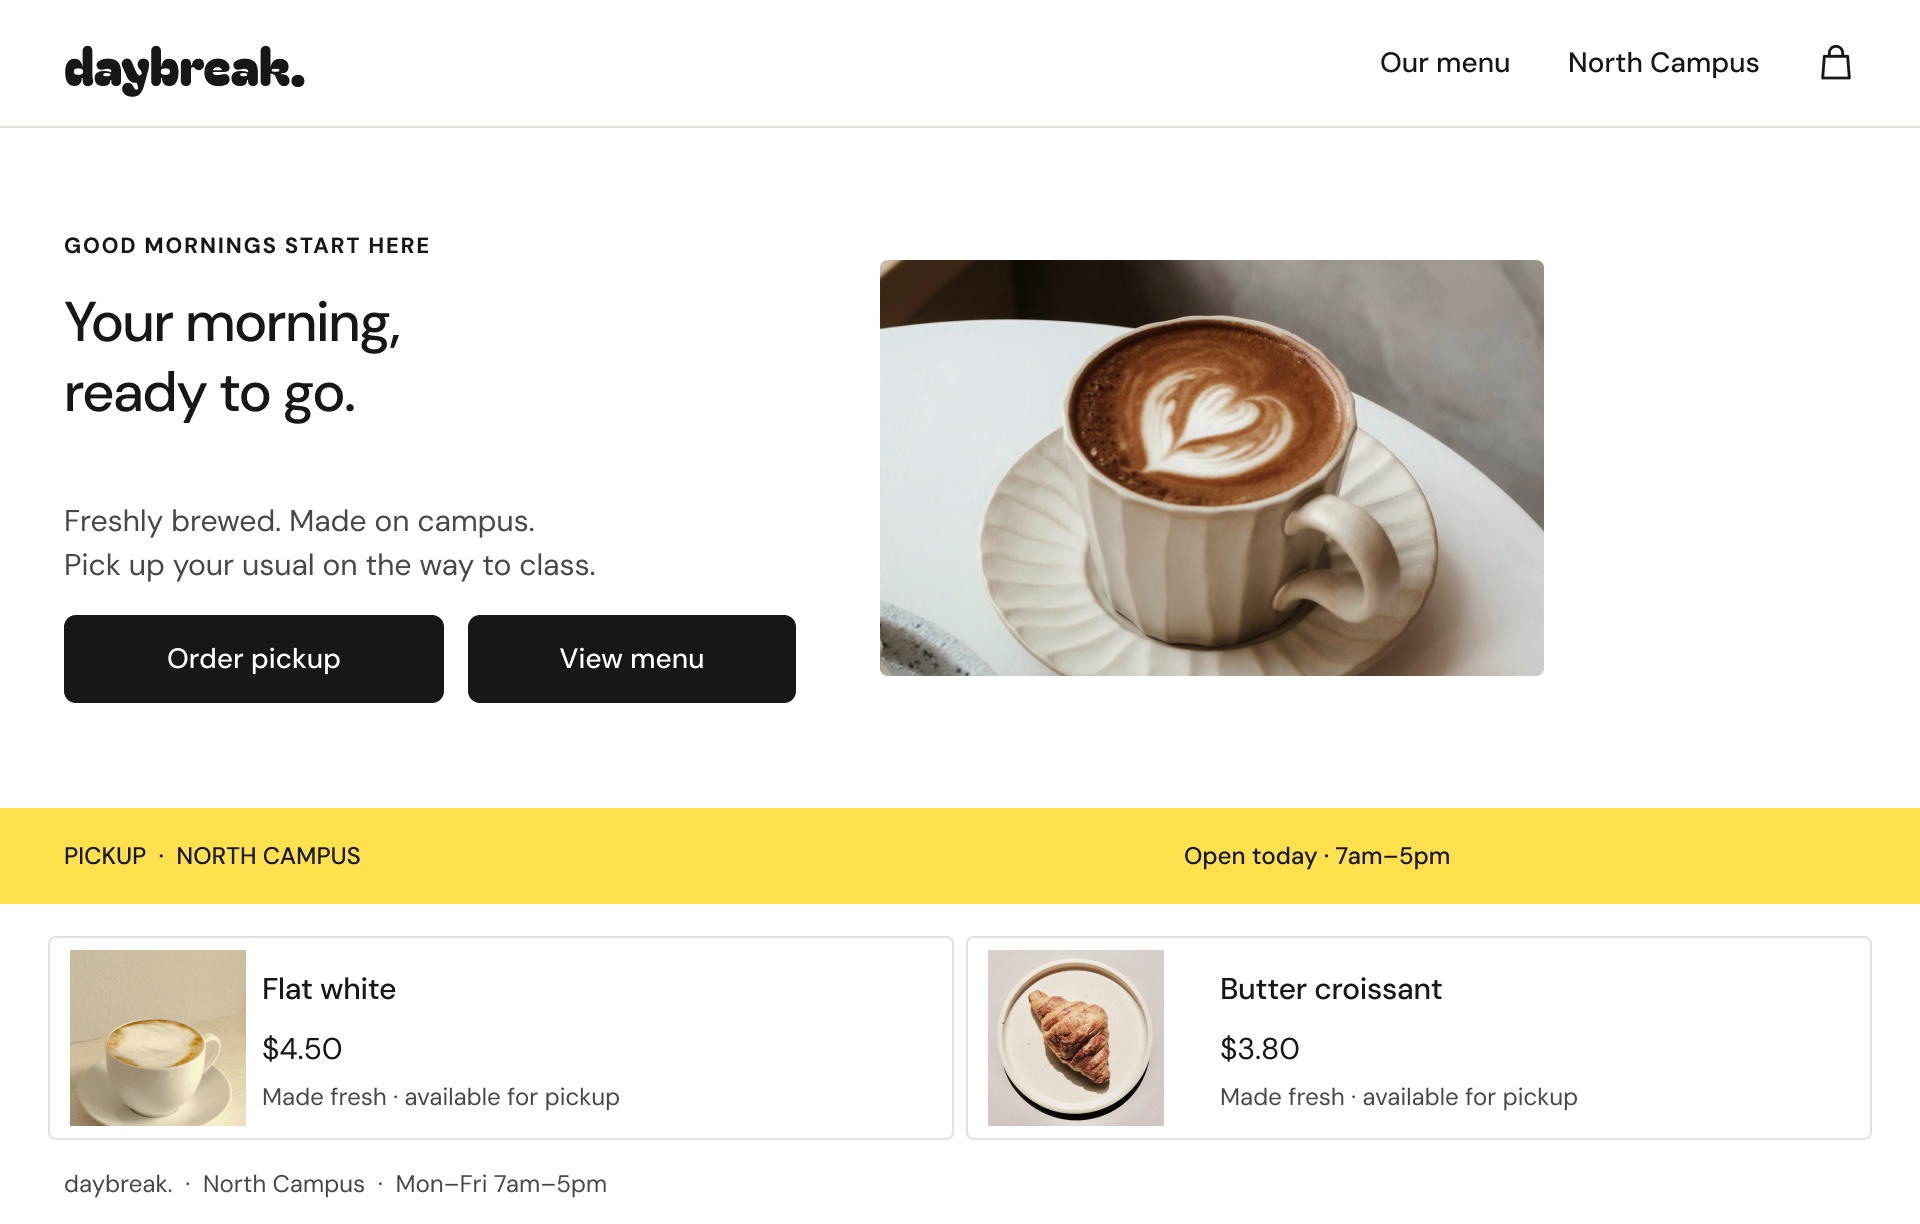 daybreak.
Our menu
North Campus
GOOD MORNINGS START HERE
Your morning,
ready to go.
Freshly brewed. Made on campus.
Pick up your usual on the way to class.
Order pickup
View menu
PICKUP · NORTH CAMPUS
Open today · 7am–5pm
Flat white
$4.50
Made fresh · available for pickup
Butter croissant
$3.80
Made fresh · available for pickup
daybreak. · North Campus · Mon–Fri 7am–5pm